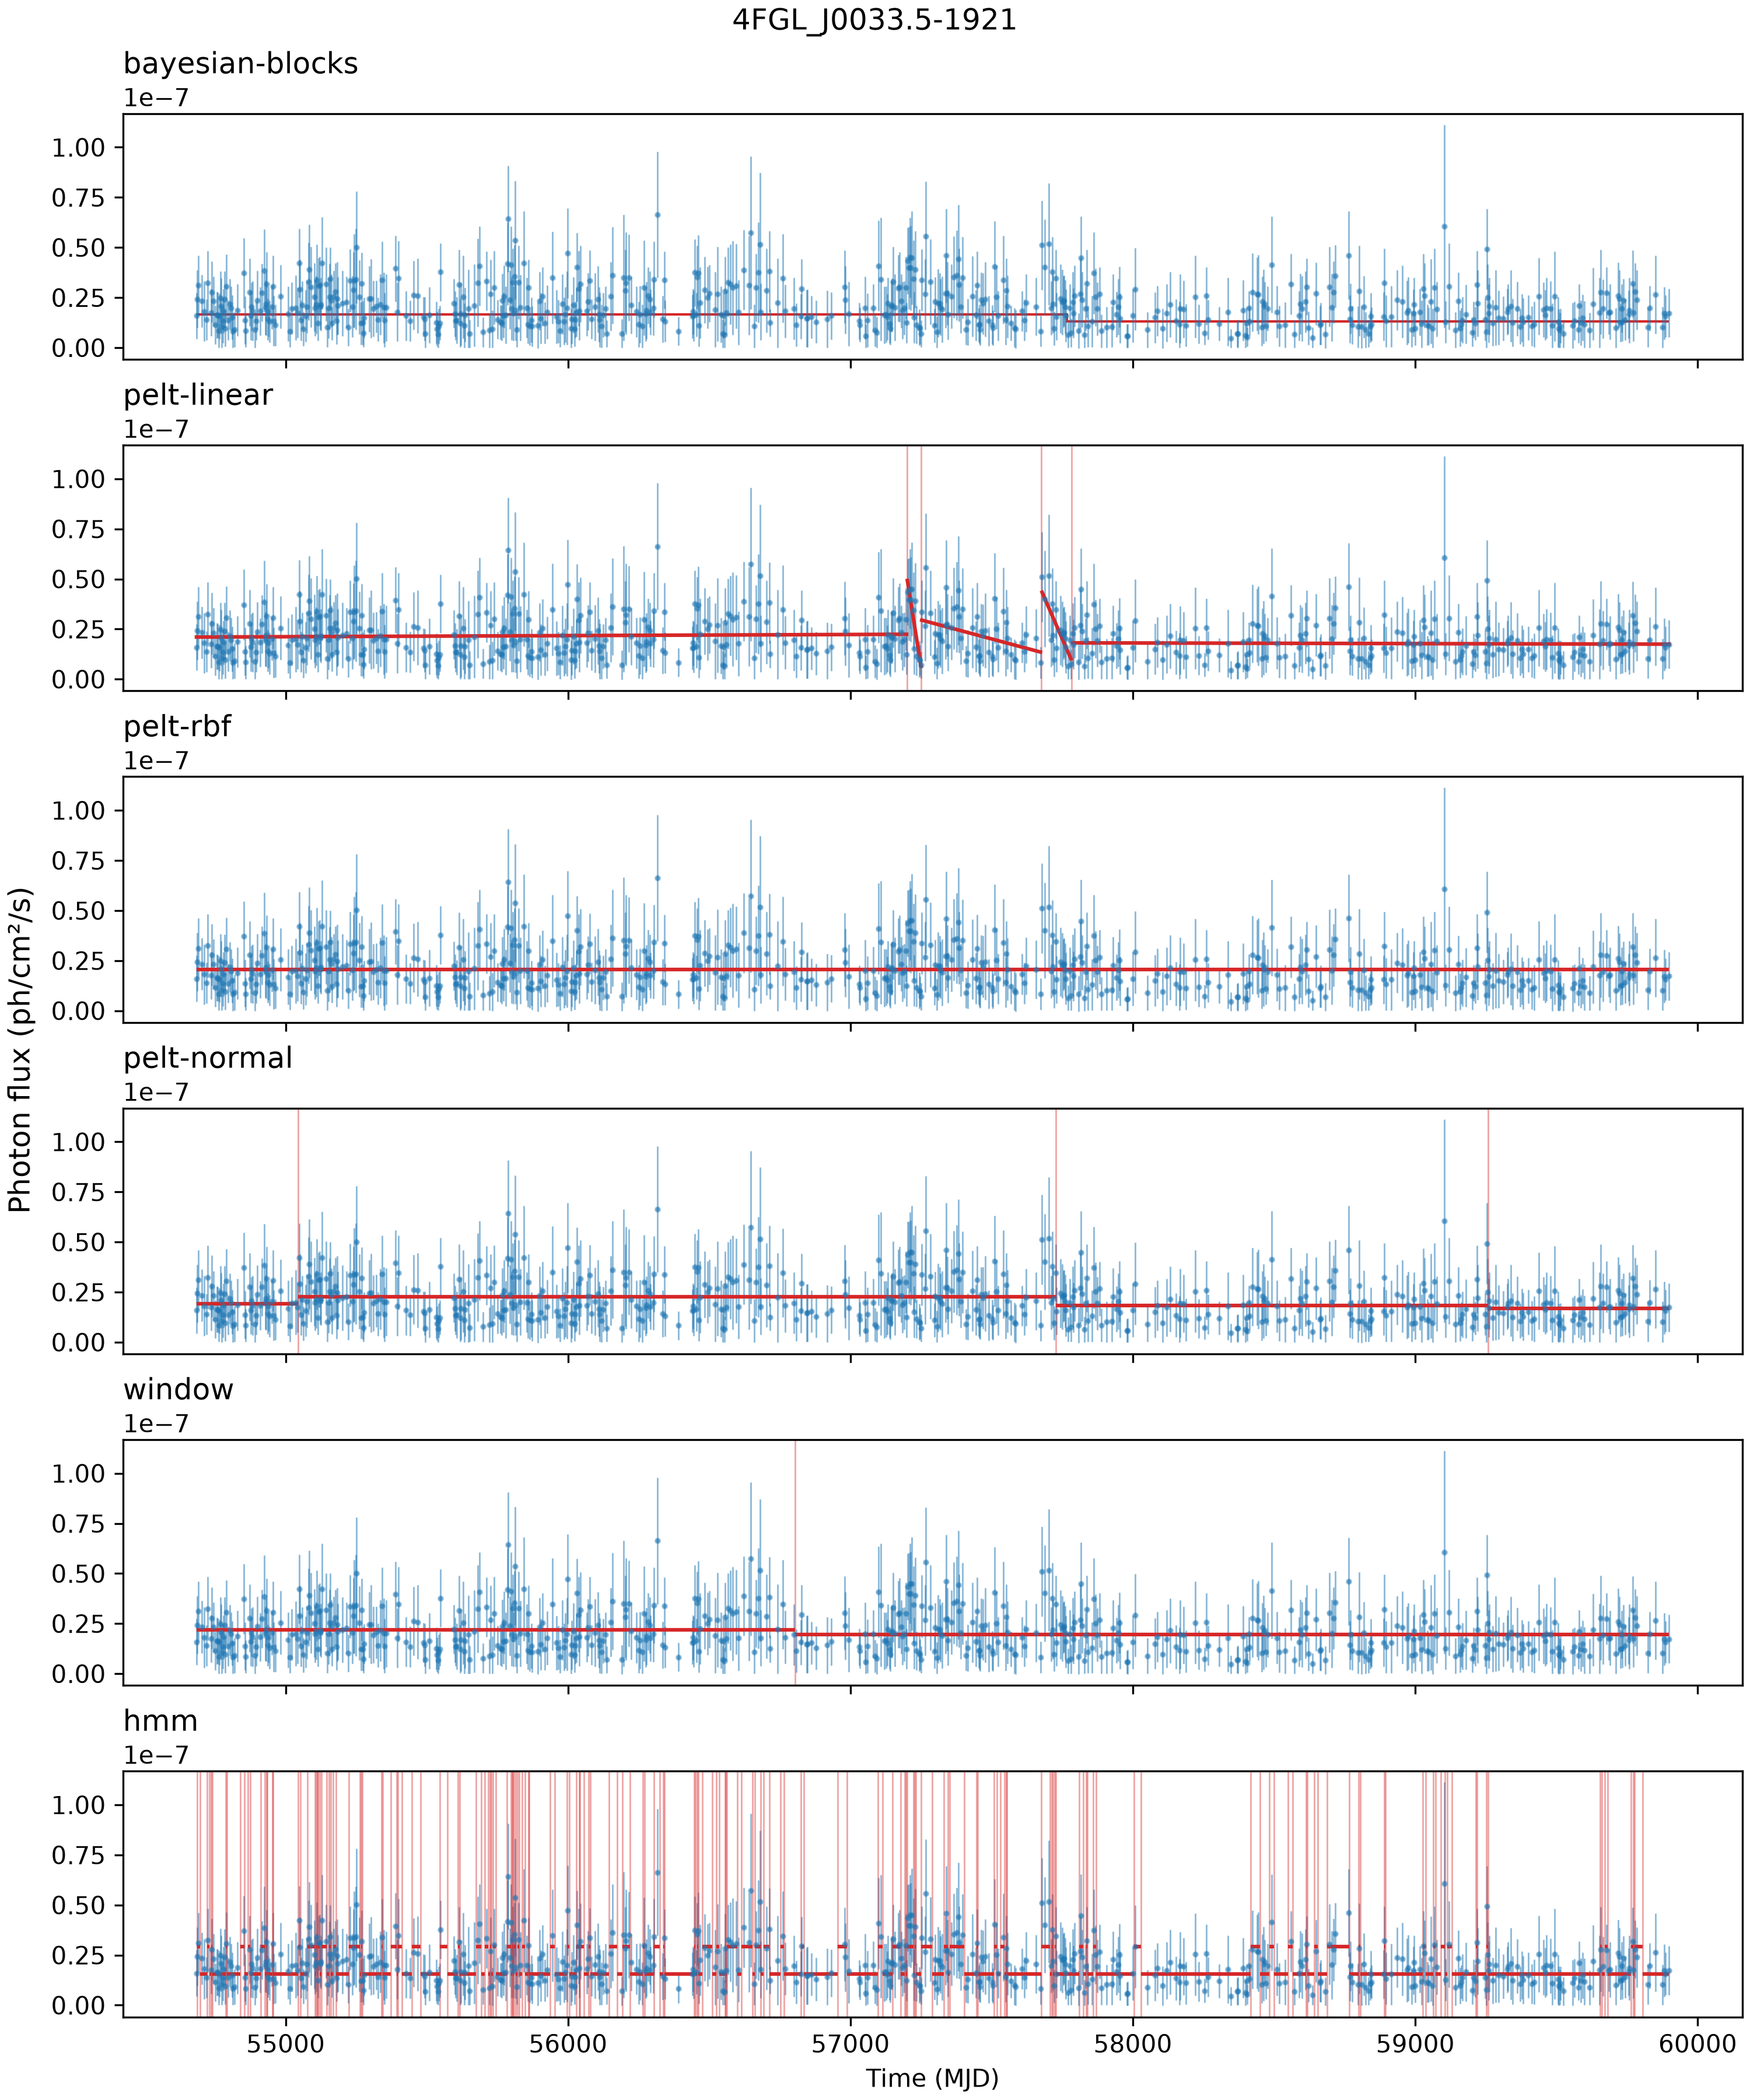 4FGL_J0033.5-1921
bayesian-blocks
1e−7
1.00
0.75
0.50
0.25
0.00
pelt-linear
1e−7
1.00
0.75
0.50
0.25
0.00
pelt-rbf
1e−7
1.00
0.75
0.50
0.25
0.00
Photon flux (ph/cm²/s)
pelt-normal
1e−7
1.00
0.75
0.50
0.25
0.00
window
1e−7
1.00
0.75
0.50
0.25
0.00
hmm
1e−7
1.00
0.75
0.50
0.25
0.00
55000 56000 57000 58000 59000 60000
Time (MJD)